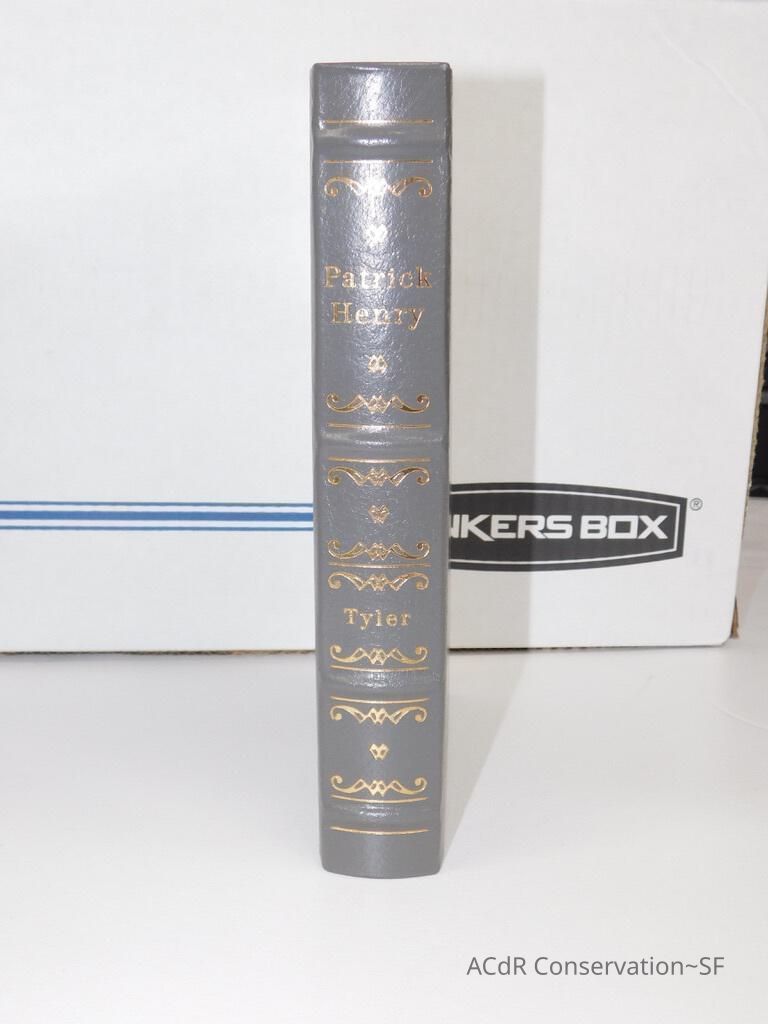 Patrick
Henry
Tyler
NKERS BOX®
ACdR Conservation~SF